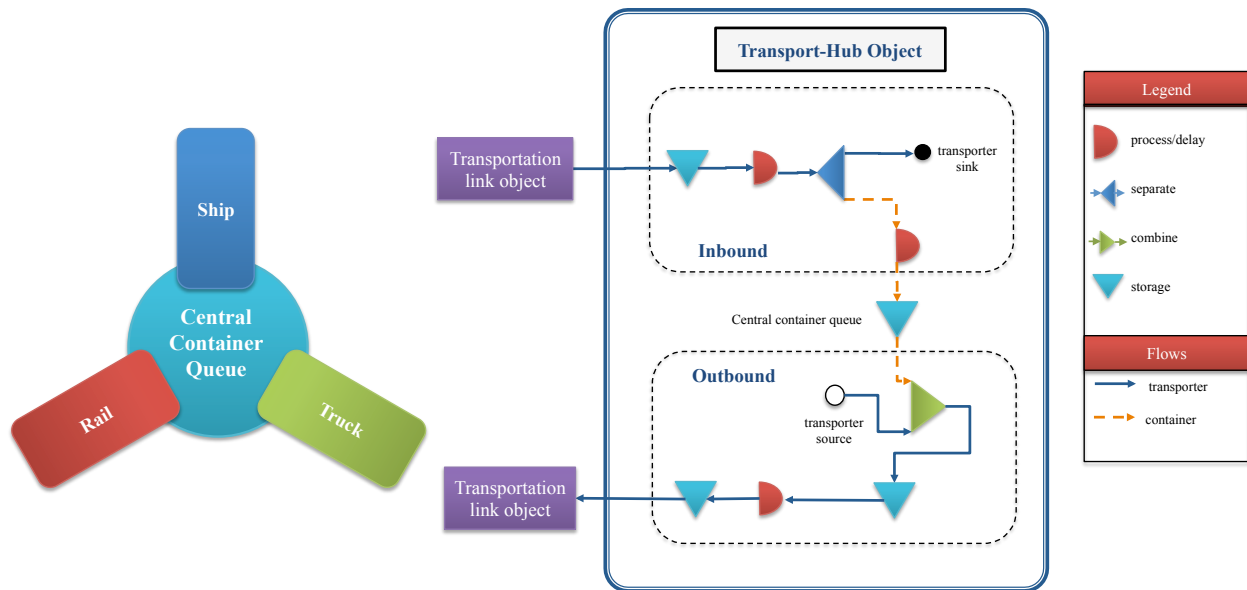 Ship
Central
Container
Queue
Rail
Truck
Transportation
link object
Transportation
link object
Transport-Hub Object
transporter
sink
Inbound
Central container queue
Outbound
transporter
source
Legend
process/delay
separate
combine
storage
Flows
transporter
container